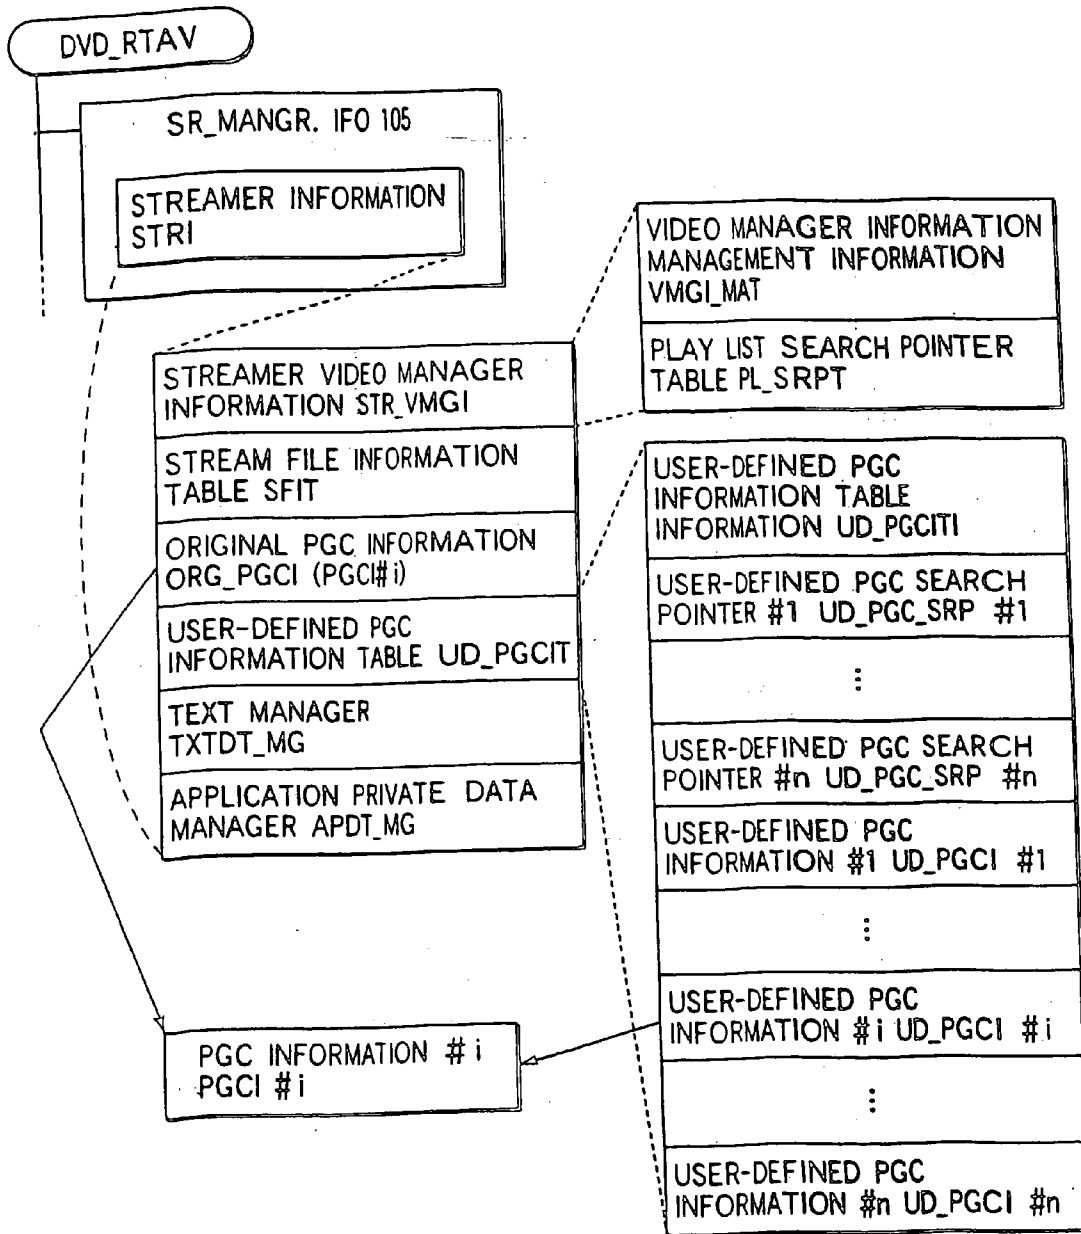 DVD_RTAV
SR_MANGR. IFO 105
STREAMER INFORMATION
STRI
VIDEO MANAGER INFORMATION
MANAGEMENT INFORMATION
VMGI_MAT
PLAY LIST SEARCH POINTER
TABLE PL_SRPT
STREAMER VIDEO MANAGER
INFORMATION STR_VMGI
STREAM FILE INFORMATION
TABLE SFIT
ORIGINAL PGC INFORMATION
ORG_PGCI (PGCI#i)
USER-DEFINED PGC
INFORMATION TABLE UD_PGCIT
TEXT MANAGER
TXTDT_MG
APPLICATION PRIVATE DATA
MANAGER APDT_MG
USER-DEFINED PGC
INFORMATION TABLE
INFORMATION UD_PGCITI
USER-DEFINED PGC SEARCH
POINTER #1 UD_PGC_SRP #1
⋮
USER-DEFINED PGC SEARCH
POINTER #n UD_PGC_SRP #n
USER-DEFINED PGC
INFORMATION #1 UD_PGCI #1
⋮
USER-DEFINED PGC
INFORMATION #i UD_PGCI #i
⋮
USER-DEFINED PGC
INFORMATION #n UD_PGCI #n
PGC INFORMATION #i
PGCI #i